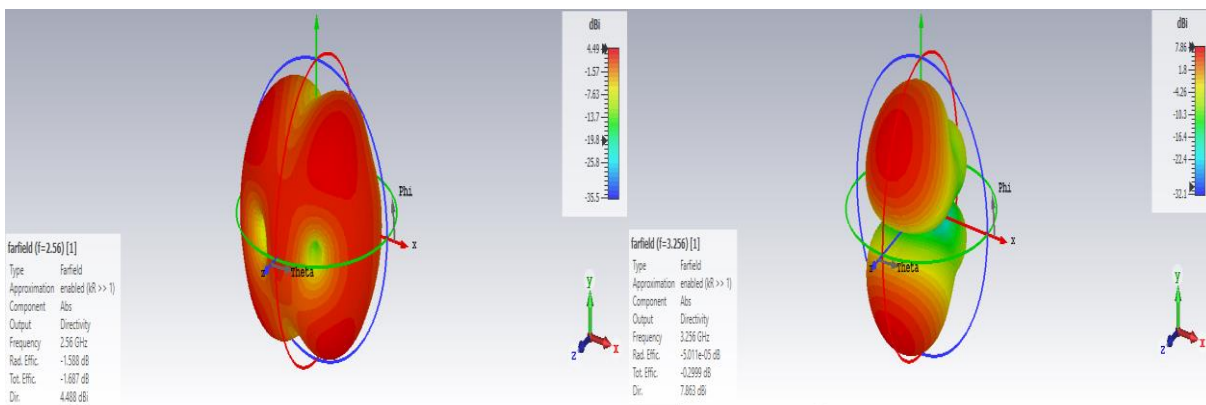 dBi
4.49
-1.57
-7.63
-13.7
-19.8
-25.8
-35.5
Phi
x
z
Theta
farfield (f=2.56) [1]
Type Farfield
Approximation enabled (kR >> 1)
Component Abs
Output Directivity
Frequency 2.56 GHz
Rad. Effic. -1.588 dB
Tot. Effic. -1.687 dB
Dir. 4.488 dBi
y
z
x
dBi
7.86
1.8
-4.26
-10.3
-16.4
-22.4
-32.1
Phi
x
z
Theta
farfield (f=3.256) [1]
Type Farfield
Approximation enabled (kR >> 1)
Component Abs
Output Directivity
Frequency 3.256 GHz
Rad. Effic. -5.011e-05 dB
Tot. Effic. -0.2999 dB
Dir. 7.863 dBi
y
z
x